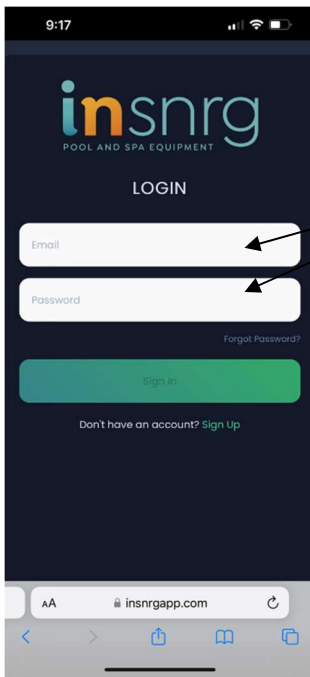 9:17
insnrg
POOL AND SPA EQUIPMENT
LOGIN
Email
Password
Forgot Password?
Sign in
Don't have an account? Sign Up
AA
insnrgapp.com